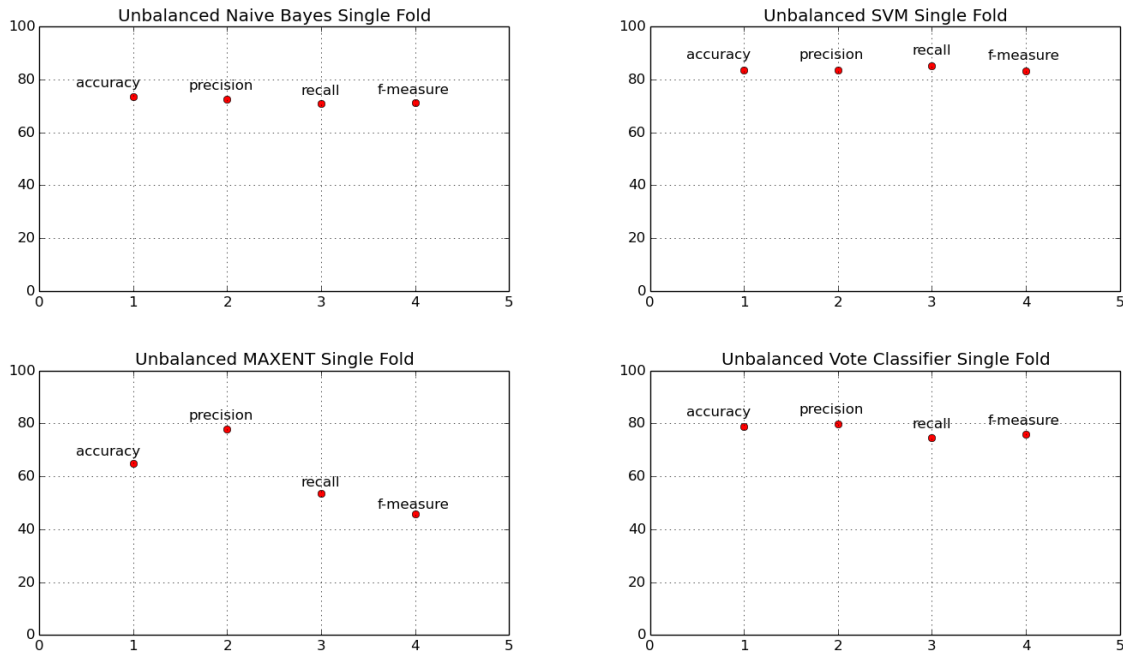 Unbalanced Naive Bayes Single Fold
100
80
60
40
20
0
accuracy
precision
recall
f-measure
0 1 2 3 4 5
Unbalanced SVM Single Fold
100
80
60
40
20
0
accuracy
precision
recall
f-measure
0 1 2 3 4 5
Unbalanced MAXENT Single Fold
100
80
60
40
20
0
accuracy
precision
recall
f-measure
0 1 2 3 4 5
Unbalanced Vote Classifier Single Fold
100
80
60
40
20
0
accuracy
precision
recall
f-measure
0 1 2 3 4 5